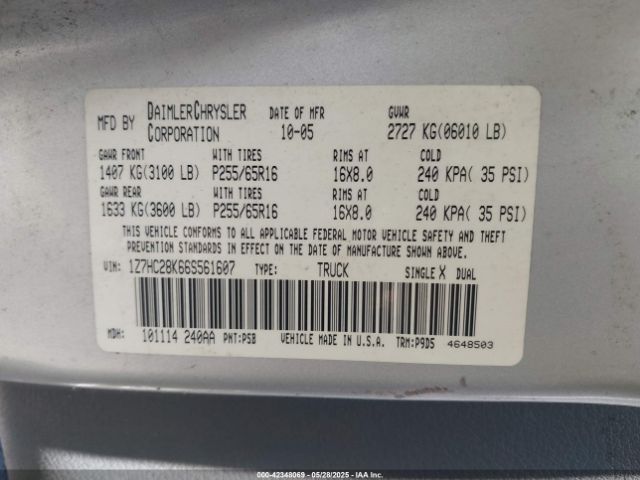 MFD BY DAIMLERCHRYSLER CORPORATION DATE OF MFR 10-05 GVWR 2727 KG(06010 LB)
GAWR FRONT WITH TIRES RIMS AT COLD
1407 KG(3100 LB) P255/65R16 16X8.0 240 KPA( 35 PSI)
GAWR REAR WITH TIRES RIMS AT COLD
1633 KG(3600 LB) P255/65R16 16X8.0 240 KPA( 35 PSI)
THIS VEHICLE CONFORMS TO ALL APPLICABLE FEDERAL MOTOR VEHICLE SAFETY AND THEFT
PREVENTION STANDARDS IN EFFECT ON THE DATE OF MANUFACTURE SHOWN ABOVE.
VIN: 1Z7HC28K66S561607 TYPE: TRUCK SINGLE X DUAL
MDH: 101114 240AA PNT:PSB VEHICLE MADE IN U.S.A. TRM:P9D5 4648503
000-42348069 - 05/28/2025 - IAAI.COM